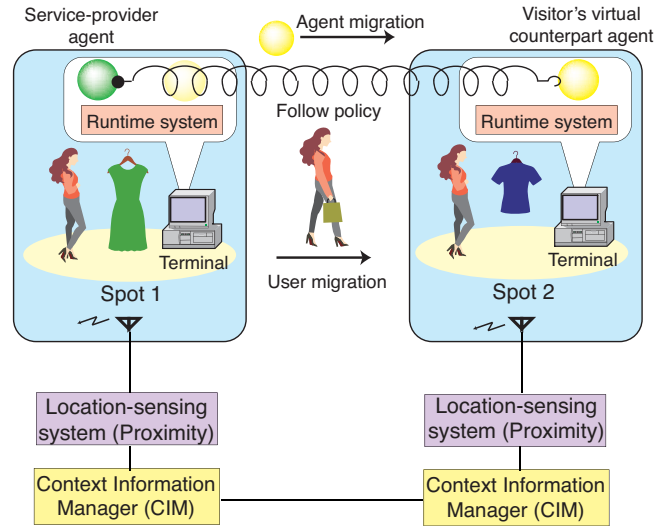 Service-provider
agent
Agent migration
Visitor's virtual
counterpart agent
Runtime system
Follow policy
Runtime system
Terminal
Spot 1
User migration
Terminal
Spot 2
Location-sensing
system (Proximity)
Location-sensing
system (Proximity)
Context Information
Manager (CIM)
Context Information
Manager (CIM)